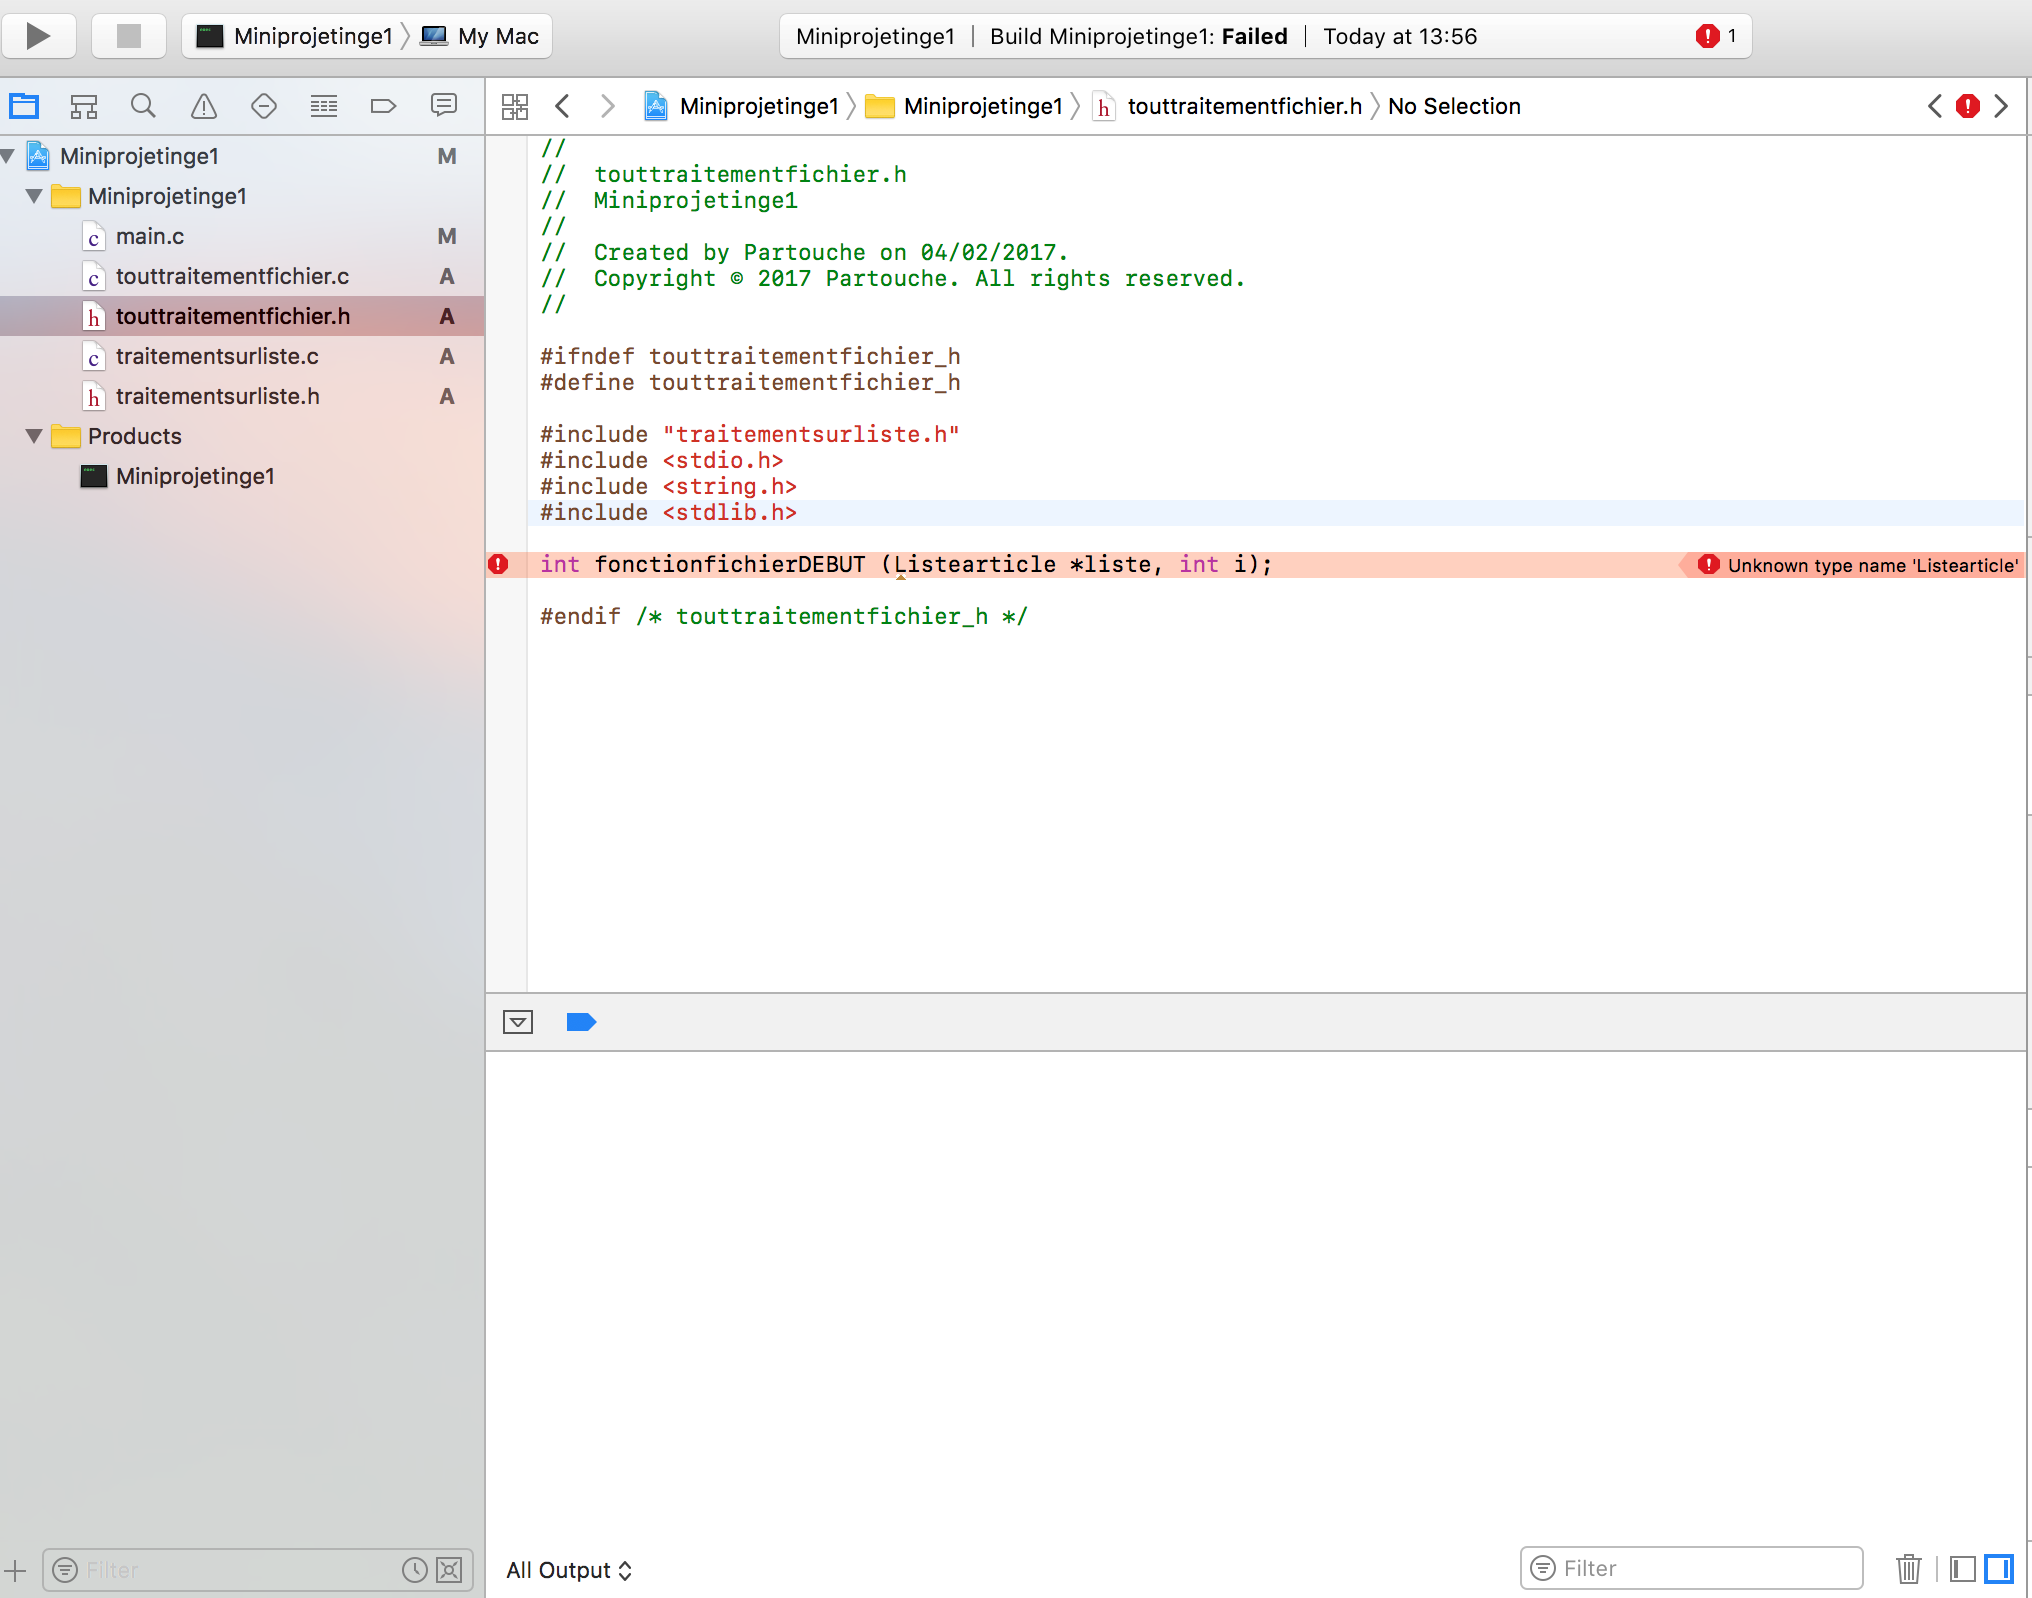 Miniprojetinge1 My Mac
Miniprojetinge1 | Build Miniprojetinge1: Failed | Today at 13:56
1
Miniprojetinge1 Miniprojetinge1 h touttraitementfichier.h No Selection
Miniprojetinge1 M
Miniprojetinge1
c main.c M
c touttraitementfichier.c A
h touttraitementfichier.h A
c traitementsurliste.c A
h traitementsurliste.h A
Products
Miniprojetinge1
//
//  touttraitementfichier.h
//  Miniprojetinge1
//
//  Created by Partouche on 04/02/2017.
//  Copyright © 2017 Partouche. All rights reserved.
//
#ifndef touttraitementfichier_h
#define touttraitementfichier_h
#include "traitementsurliste.h"
#include <stdio.h>
#include <string.h>
#include <stdlib.h>
int fonctionfichierDEBUT (Listearticle *liste, int i);
Unknown type name 'Listearticle'
#endif /* touttraitementfichier_h */
Filter
All Output
Filter